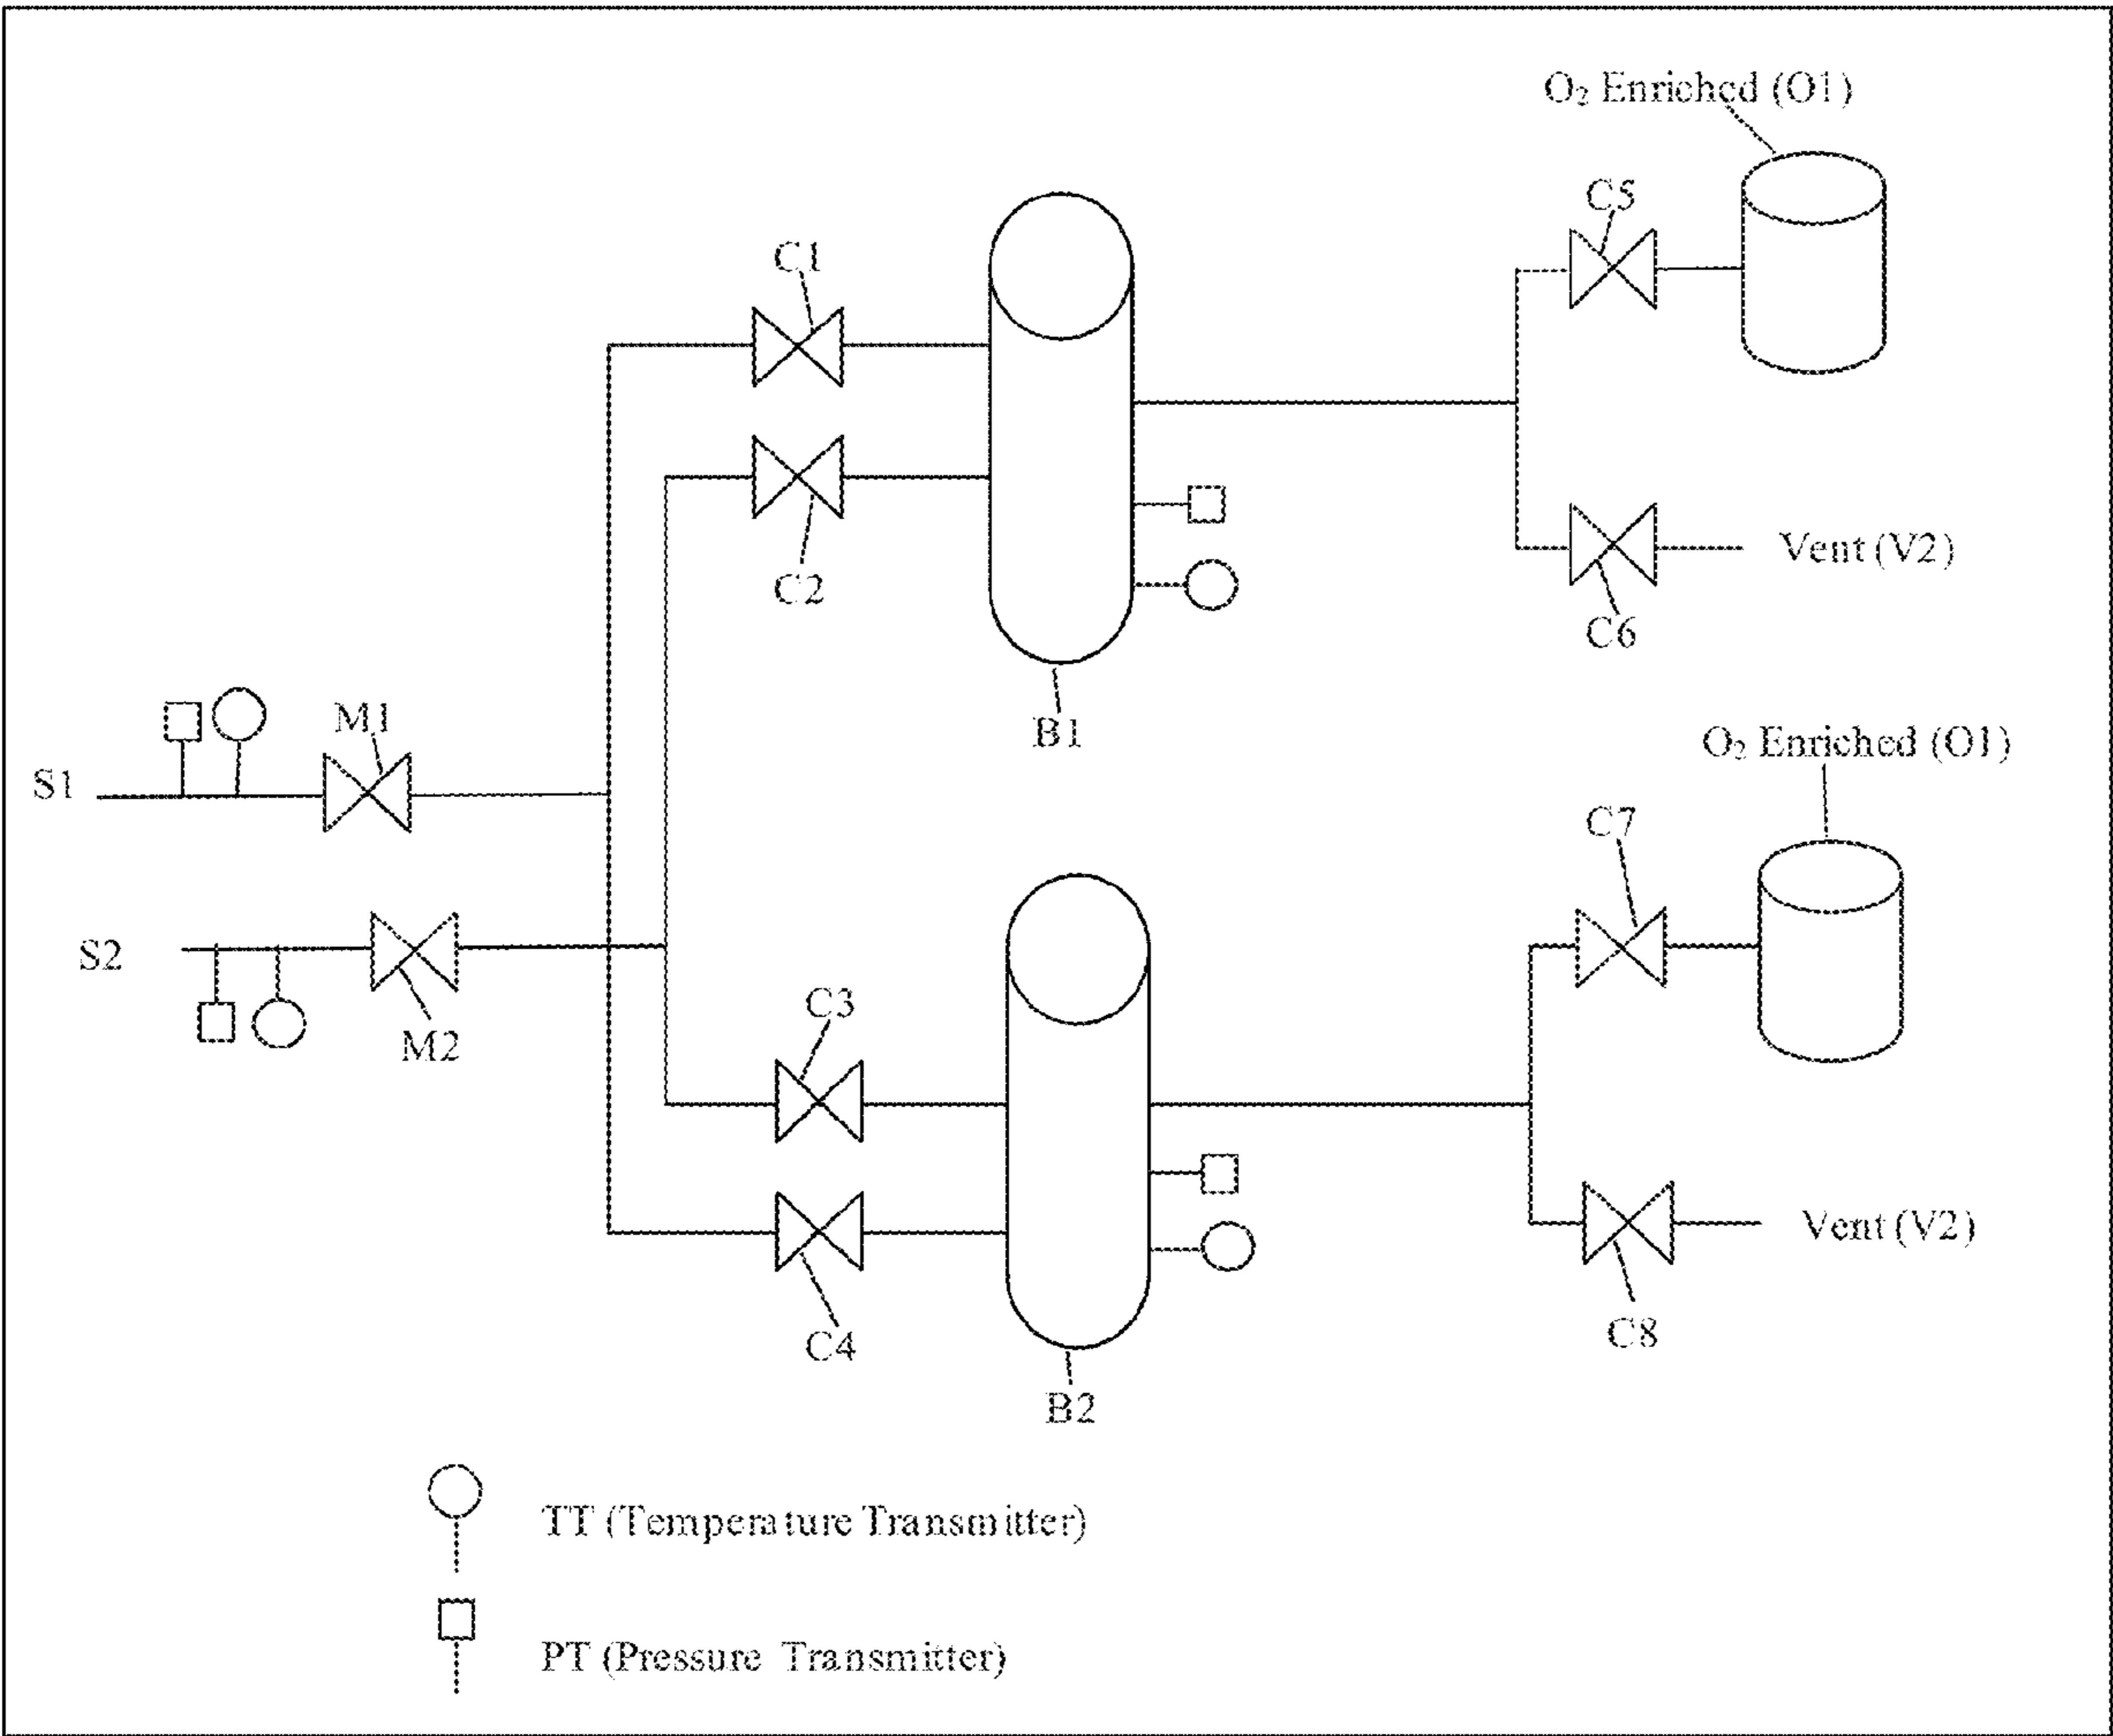 O₂ Enriched (O1)
C5
C1
Vent (V2)
C2
C6
M1
B1
O₂ Enriched (O1)
S1
C7
S2
C3
M2
Vent (V2)
C8
C4
B2
TT (Temperature Transmitter)
PT (Pressure Transmitter)